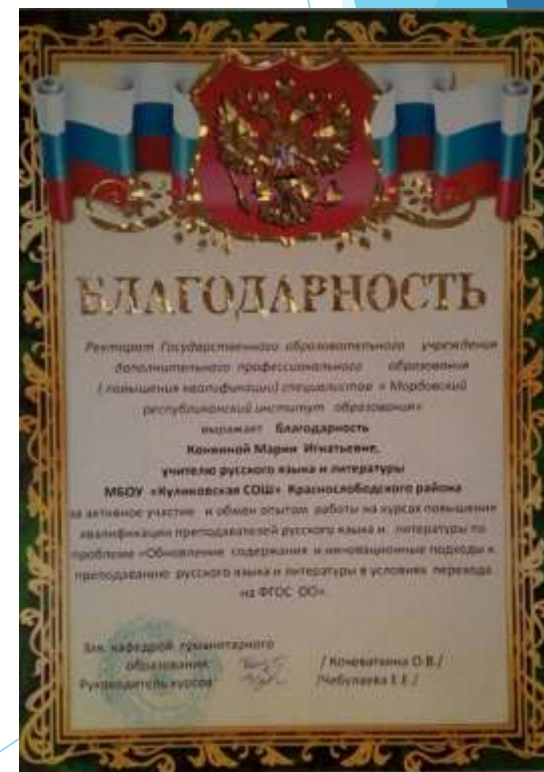 БЛАГОДАРНОСТЬ
Ректорат Государственного образовательного учреждения
дополнительного профессионального образования
( повышения квалификации) специалистов « Мордовский
республиканский институт образования»
выражает благодарность
Конкиной Марии Игнатьевне,
учителю русского языка и литературы
МБОУ «Куликовская СОШ» Краснослободского района
за активное участие и обмен опытом работы на курсах повышение
квалификации преподавателей русского языка и литературы по
проблеме «Обновление содержания и инновационные подходы к
преподаванию русского языка и литературы в условиях перехода
на ФГОС ОО».
Зав. кафедрой гуманитарного
образования / Кочеваткина О.В./
Руководитель курсов /Чибулаева Е.Е./